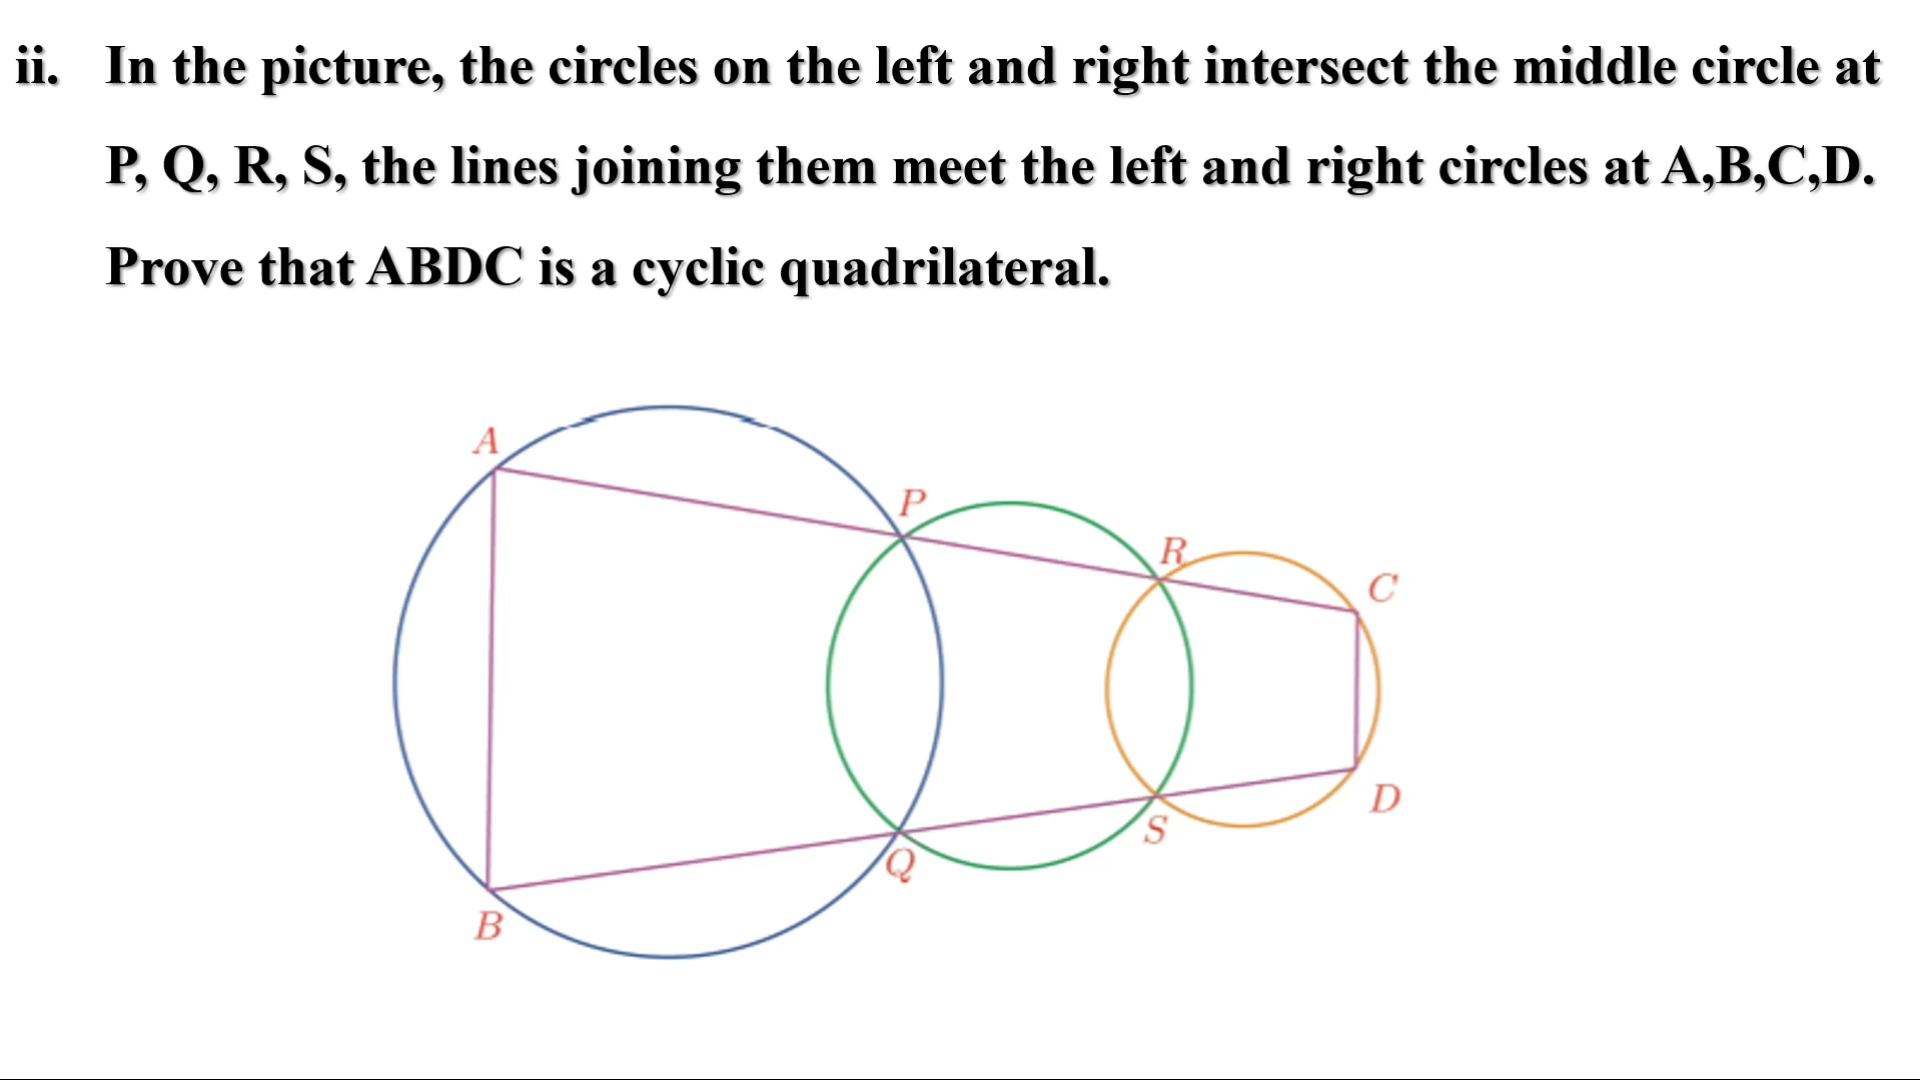 ii. In the picture, the circles on the left and right intersect the middle circle at
P, Q, R, S, the lines joining them meet the left and right circles at A,B,C,D.
Prove that ABDC is a cyclic quadrilateral.
A
P
R
C
D
S
Q
B